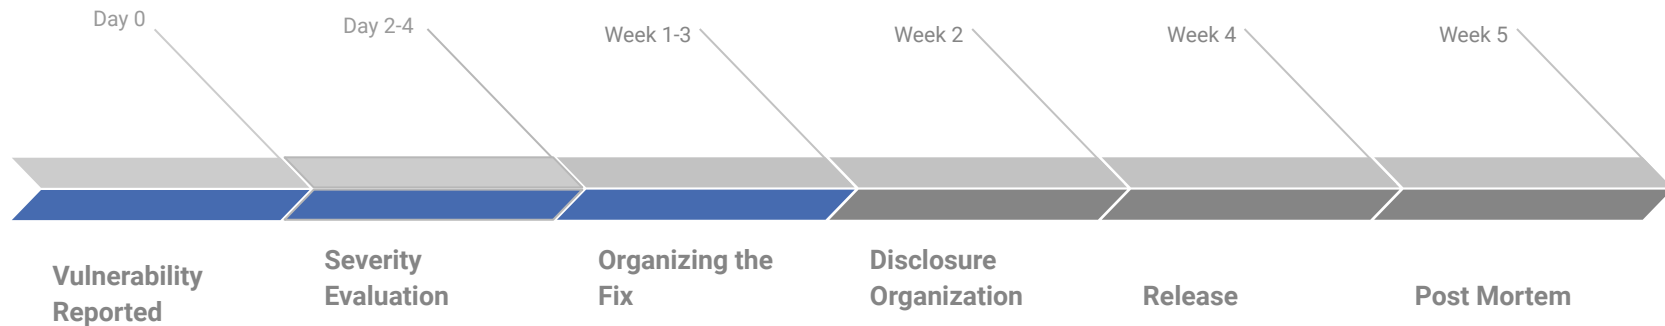 Day 0
Day 2-4
Week 1-3
Week 2
Week 4
Week 5
Vulnerability
Reported
Severity
Evaluation
Organizing the
Fix
Disclosure
Organization
Release
Post Mortem